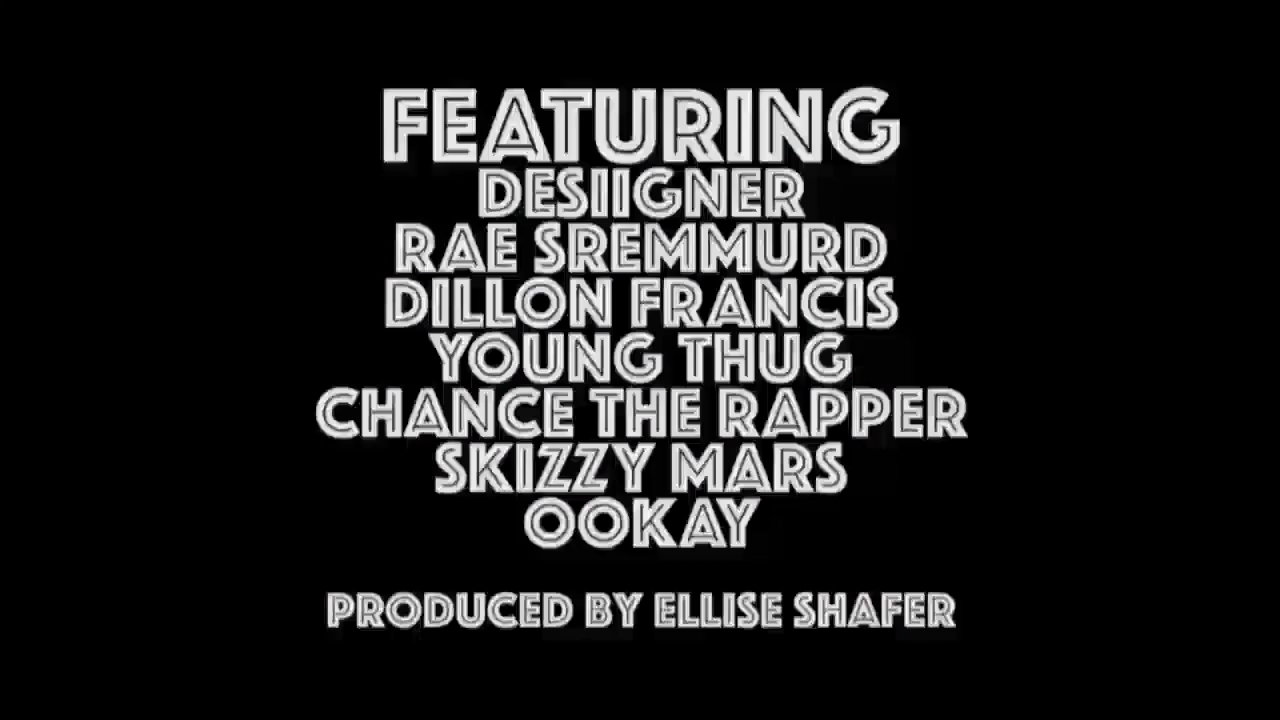 FEATURING
DESIIGNER
RAE SREMMURD
DILLON FRANCIS
YOUNG THUG
CHANCE THE RAPPER
SKIZZY MARS
OOKAY
PRODUCED BY ELLISE SHAFER